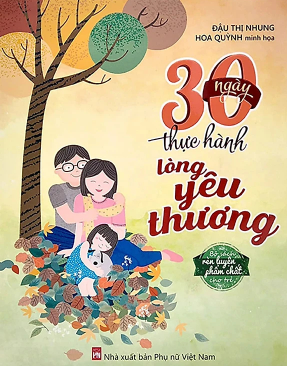 ĐẬU THỊ NHUNG
HOA QUỲNH minh họa
30
ngày
thực hành
lòng
yêu
thương
Bộ sách
rèn luyện
phẩm chất
cho trẻ
Nhà xuất bản Phụ nữ Việt Nam